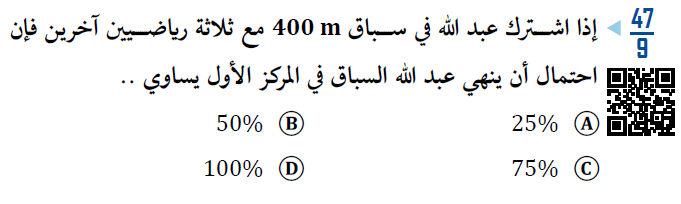 47/9 إذا اشترك عبد الله في سباق 400 m مع ثلاثة رياضيين آخرين فإن
احتمال أن ينهي عبد الله السباق في المركز الأول يساوي ..
A 25% B 50%
C 75% D 100%